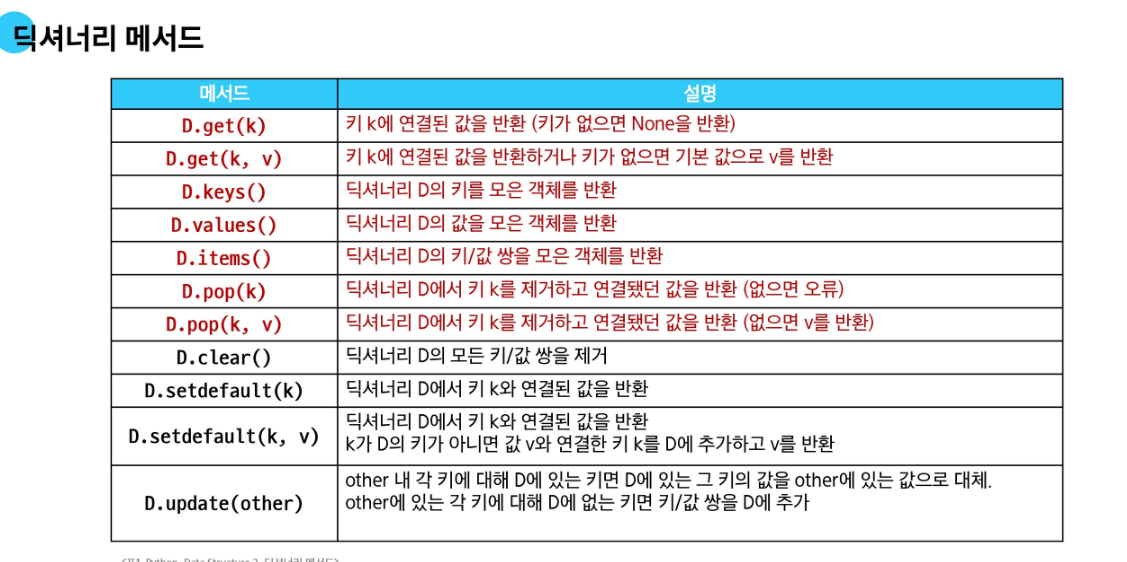 딕셔너리 메서드
메서드 설명
D.get(k) 키 k에 연결된 값을 반환 (키가 없으면 None을 반환)
D.get(k, v) 키 k에 연결된 값을 반환하거나 키가 없으면 기본 값으로 v를 반환
D.keys() 딕셔너리 D의 키를 모은 객체를 반환
D.values() 딕셔너리 D의 값을 모은 객체를 반환
D.items() 딕셔너리 D의 키/값 쌍을 모은 객체를 반환
D.pop(k) 딕셔너리 D에서 키 k를 제거하고 연결됐던 값을 반환 (없으면 오류)
D.pop(k, v) 딕셔너리 D에서 키 k를 제거하고 연결됐던 값을 반환 (없으면 v를 반환)
D.clear() 딕셔너리 D의 모든 키/값 쌍을 제거
D.setdefault(k) 딕셔너리 D에서 키 k와 연결된 값을 반환
D.setdefault(k, v) 딕셔너리 D에서 키 k와 연결된 값을 반환
k가 D의 키가 아니면 값 v와 연결한 키 k를 D에 추가하고 v를 반환
D.update(other) other 내 각 키에 대해 D에 있는 키면 D에 있는 그 키의 값을 other에 있는 값으로 대체.
other에 있는 각 키에 대해 D에 없는 키면 키/값 쌍을 D에 추가